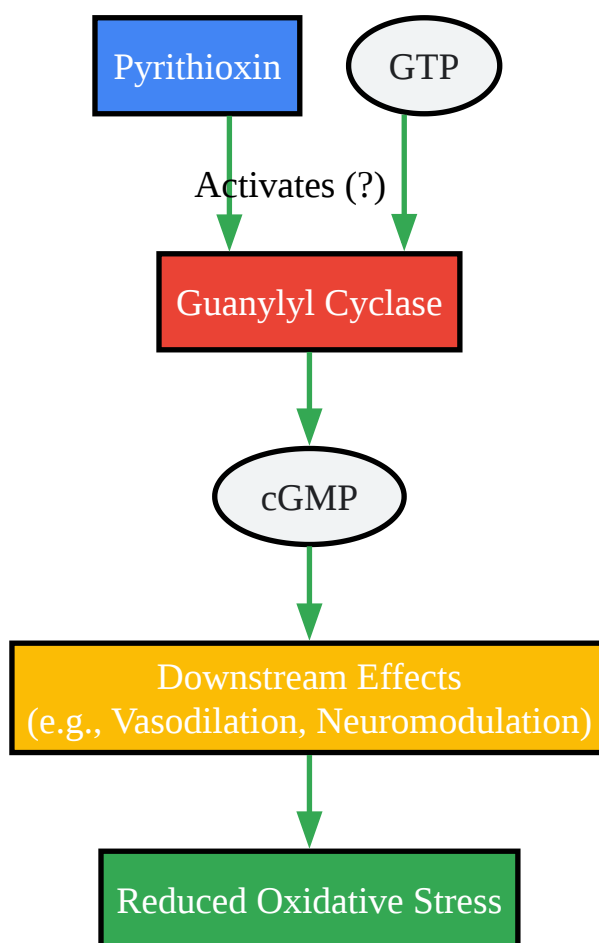 Pyrithioxin
GTP
Activates (?)
Guanylyl Cyclase
cGMP
Downstream Effects
(e.g., Vasodilation, Neuromodulation)
Reduced Oxidative Stress